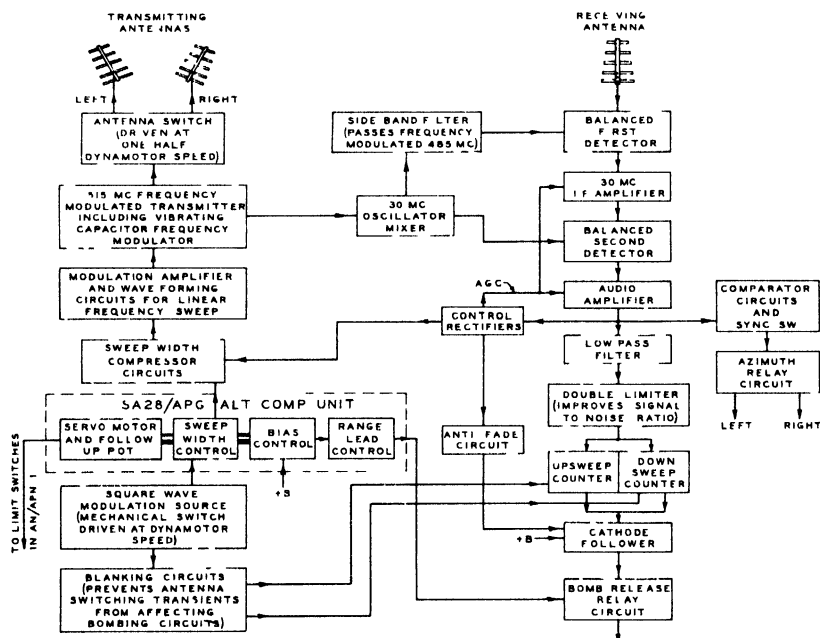 TRANSMITTING
ANTENNAS
RECEIVING
ANTENNA
LEFT
RIGHT
ANTENNA SWITCH
(DRIVEN AT
ONE HALF
DYNAMOTOR SPEED)
SIDE BAND FILTER
(PASSES FREQUENCY
MODULATED 485 MC)
BALANCED
FIRST
DETECTOR
515 MC FREQUENCY
MODULATED TRANSMITTER
INCLUDING VIBRATING
CAPACITOR FREQUENCY
MODULATOR
30 MC
OSCILLATOR
MIXER
30 MC
I F AMPLIFIER
BALANCED
SECOND
DETECTOR
MODULATION AMPLIFIER
AND WAVE FORMING
CIRCUITS FOR LINEAR
FREQUENCY SWEEP
AGC
AUDIO
AMPLIFIER
CONTROL
RECTIFIERS
COMPARATOR
CIRCUITS
AND
SYNC SW
SWEEP WIDTH
COMPRESSOR
CIRCUITS
LOW PASS
FILTER
AZIMUTH
RELAY
CIRCUIT
LEFT
RIGHT
SA28/APG ALT COMP UNIT
SERVO MOTOR
AND FOLLOW
UP POT
SWEEP
WIDTH
CONTROL
BIAS
CONTROL
RANGE
LEAD
CONTROL
DOUBLE LIMITER
(IMPROVES SIGNAL
TO NOISE RATIO)
ANTI FADE
CIRCUIT
+B
UPSWEEP
COUNTER
DOWN
SWEEP
COUNTER
TO LIMIT SWITCHES
IN AN/APN 1
SQUARE WAVE
MODULATION SOURCE
(MECHANICAL SWITCH
DRIVEN AT DYNAMOTOR
SPEED)
+B
CATHODE
FOLLOWER
BLANKING CIRCUITS
(PREVENTS ANTENNA
SWITCHING TRANSIENTS
FROM AFFECTING
BOMBING CIRCUITS)
BOMB RELEASE
RELAY
CIRCUIT